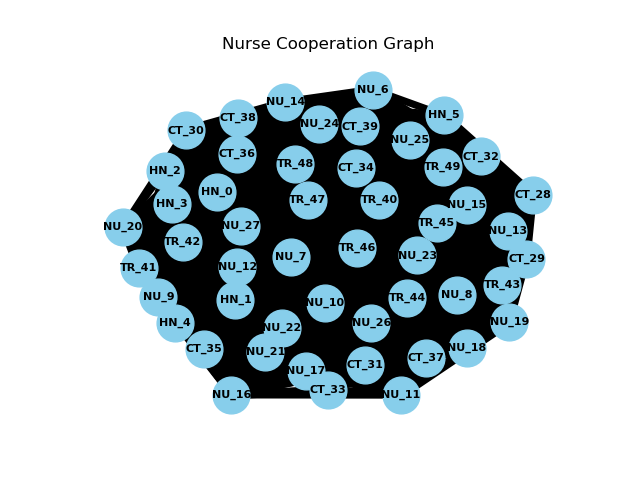 Nurse Cooperation Graph
NU_6
NU_14
HN_5
CT_38
NU_24
CT_39
CT_30
NU_25
CT_36
CT_32
TR_48
CT_34
TR_49
HN_2
HN_0
CT_28
TR_47
TR_40
HN_3
NU_15
TR_45
NU_20
NU_27
NU_13
TR_42
TR_46
NU_23
NU_7
CT_29
TR_41
NU_12
TR_43
NU_9
HN_1
TR_44
NU_8
NU_10
HN_4
NU_26
NU_19
NU_22
CT_35
NU_21
NU_18
CT_37
CT_31
NU_17
CT_33
NU_16
NU_11